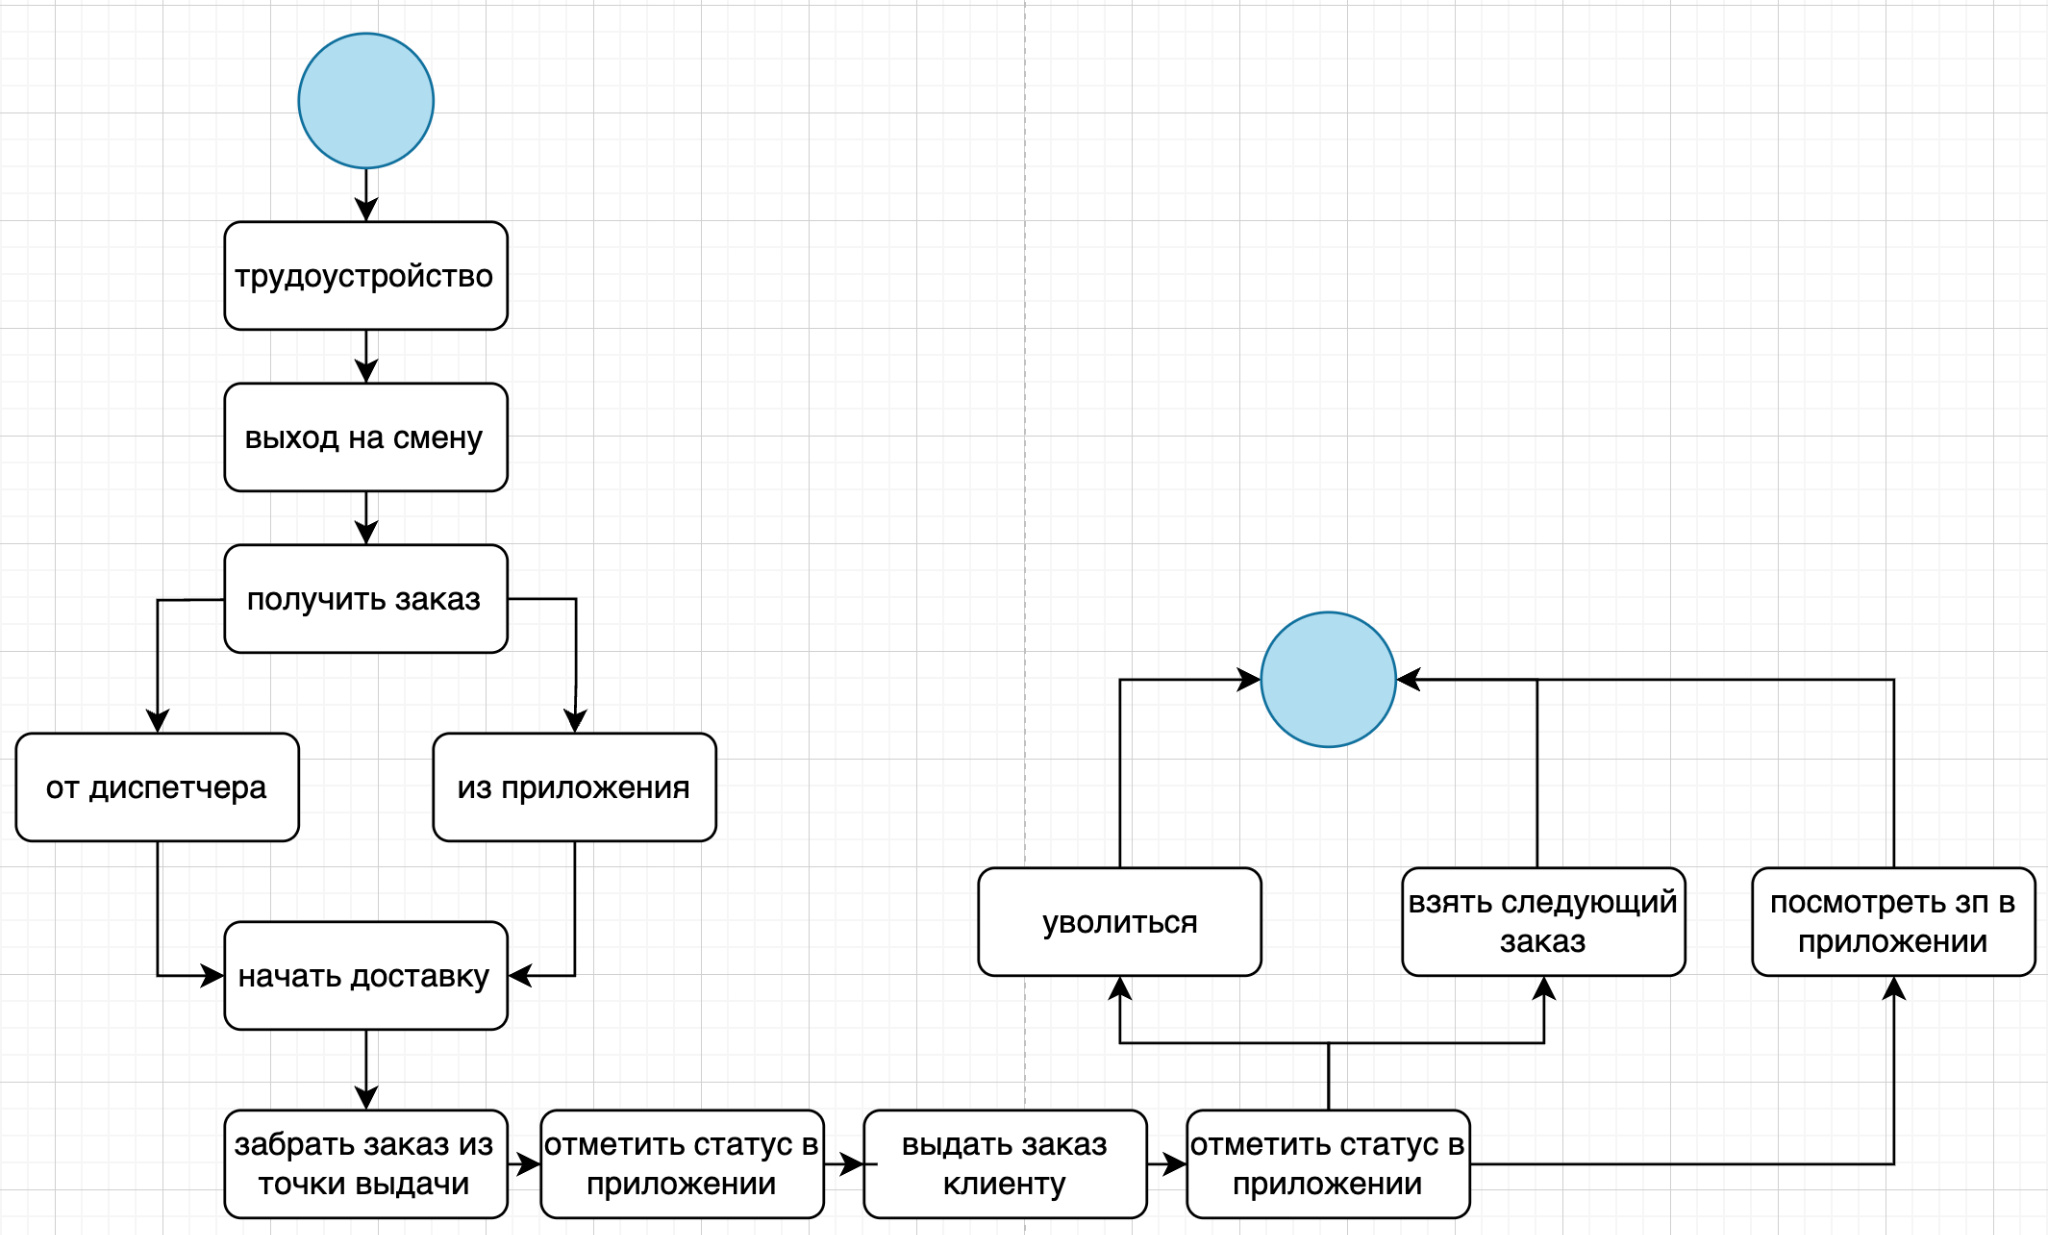 трудоустройство
выход на смену
получить заказ
от диспетчера
из приложения
начать доставку
забрать заказ из
точки выдачи
отметить статус в
приложении
выдать заказ
клиенту
отметить статус в
приложении
уволиться
взять следующий
заказ
посмотреть зп в
приложении